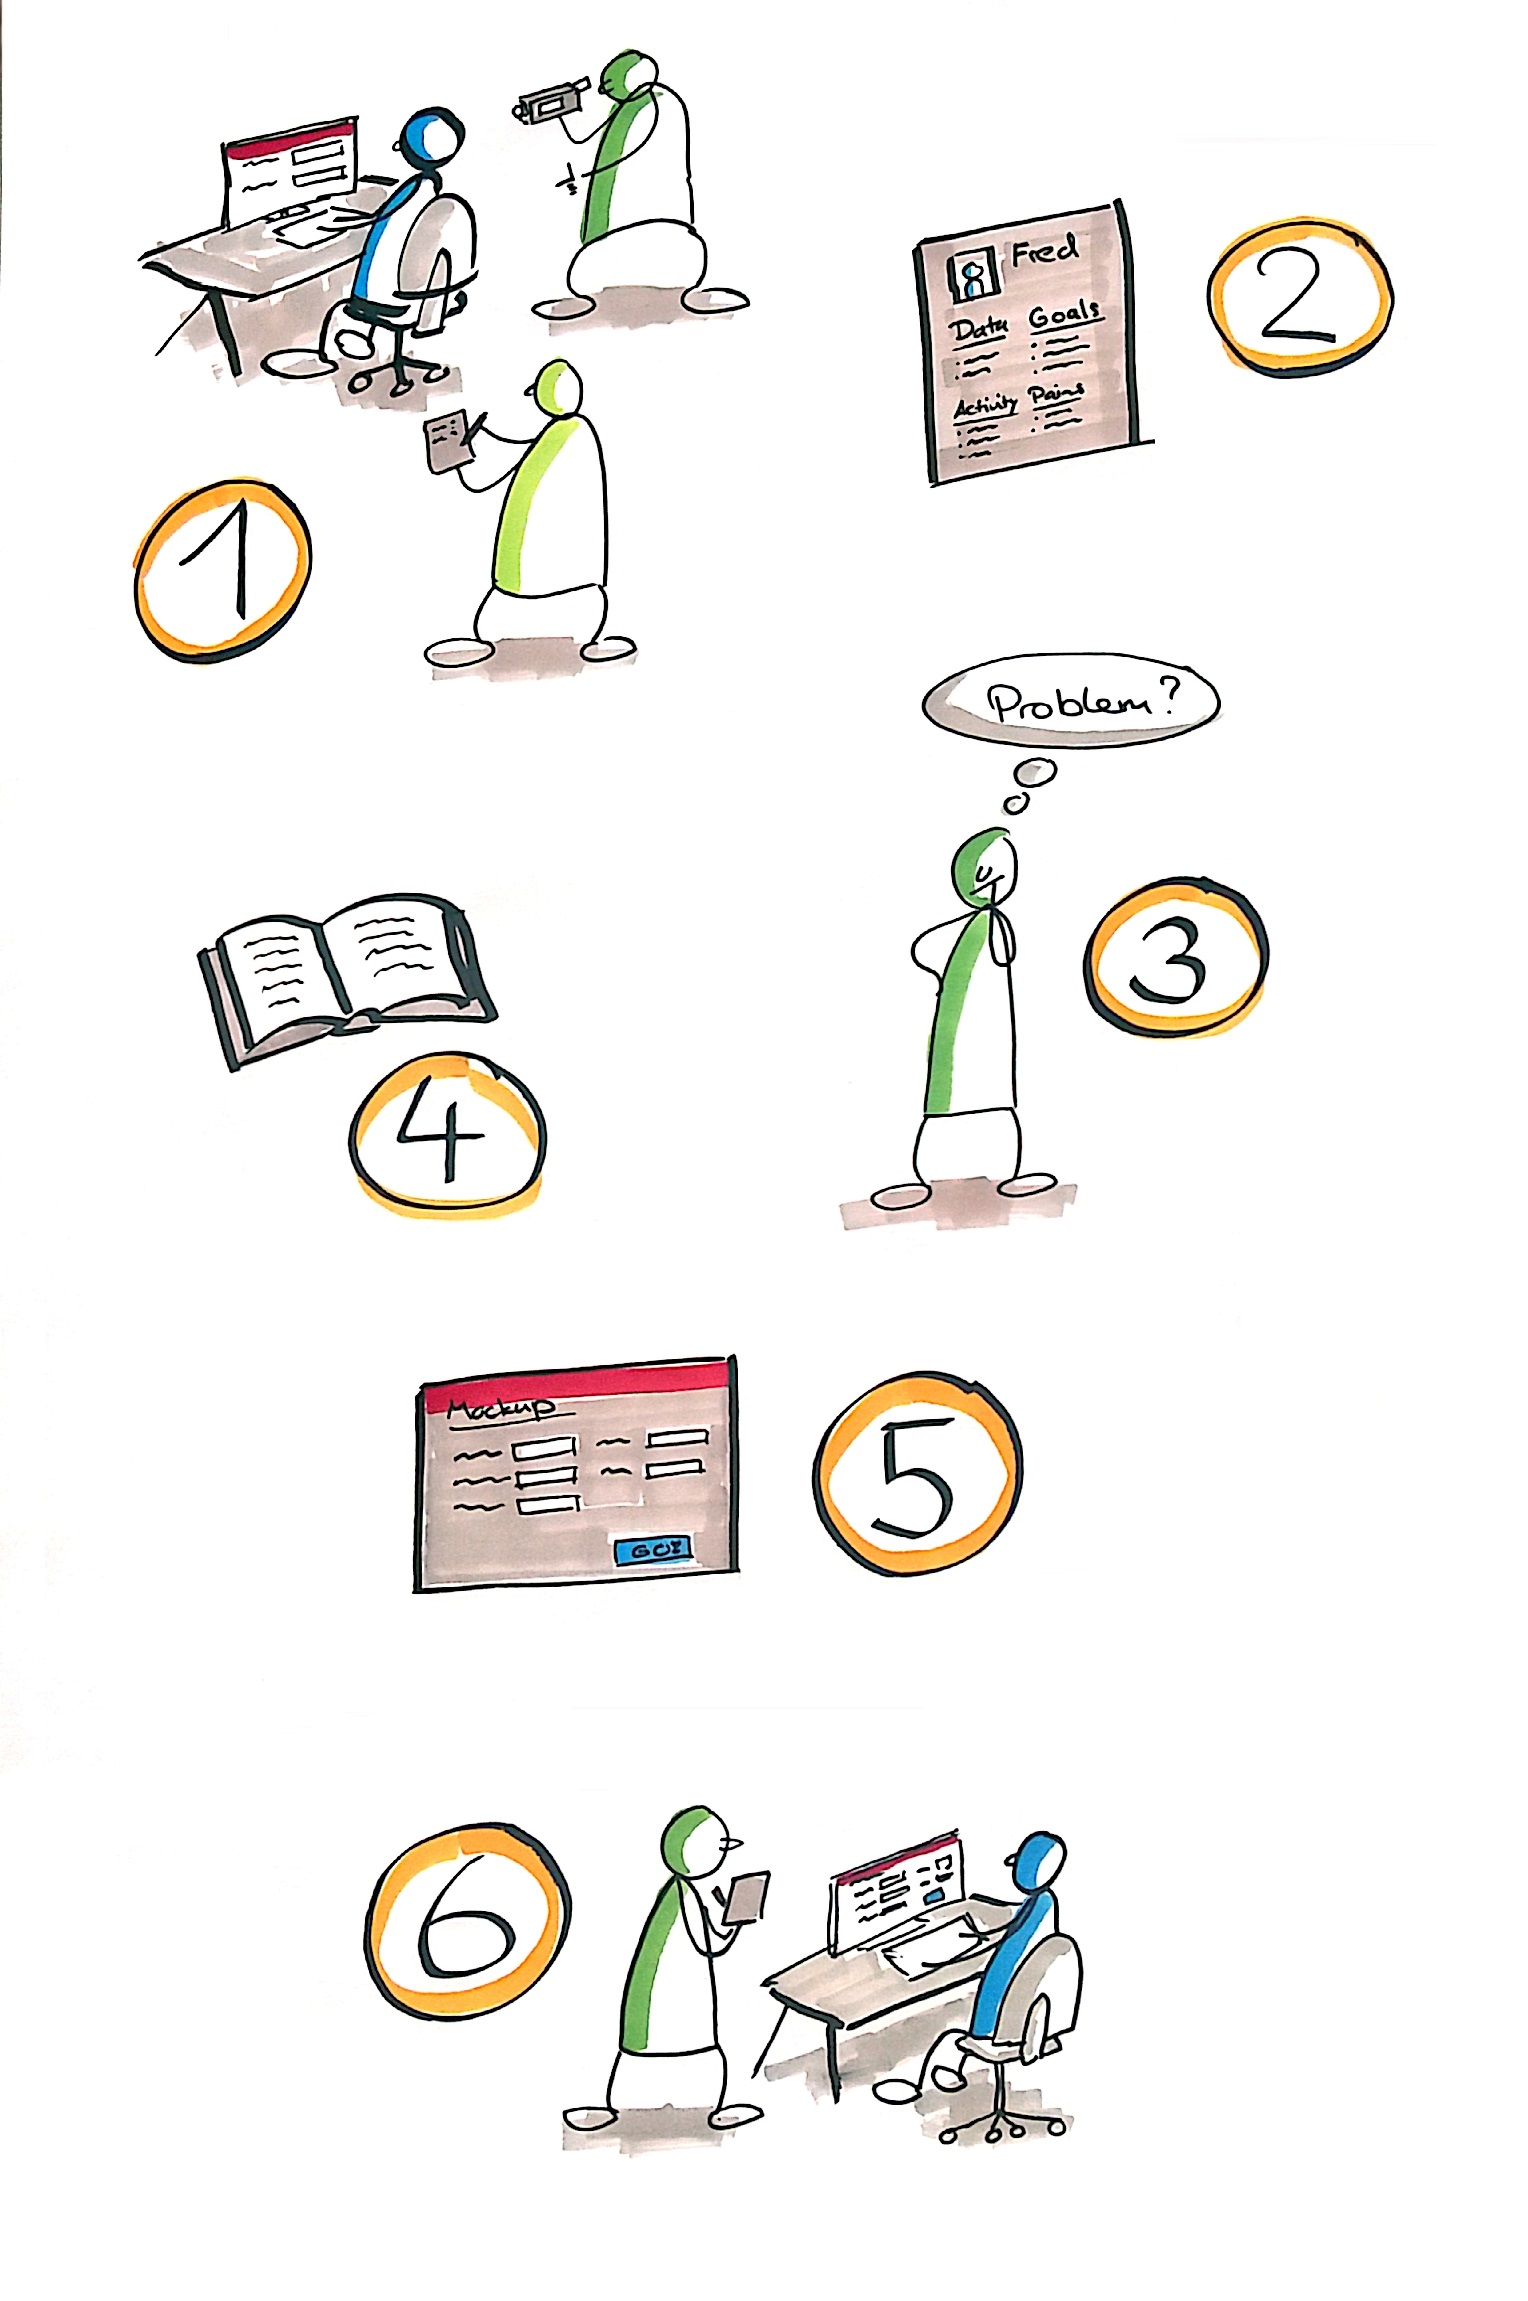 1
2
Fred
Data Goals
Activity Pains
Problem?
3
4
Mockup
5
GO!
6